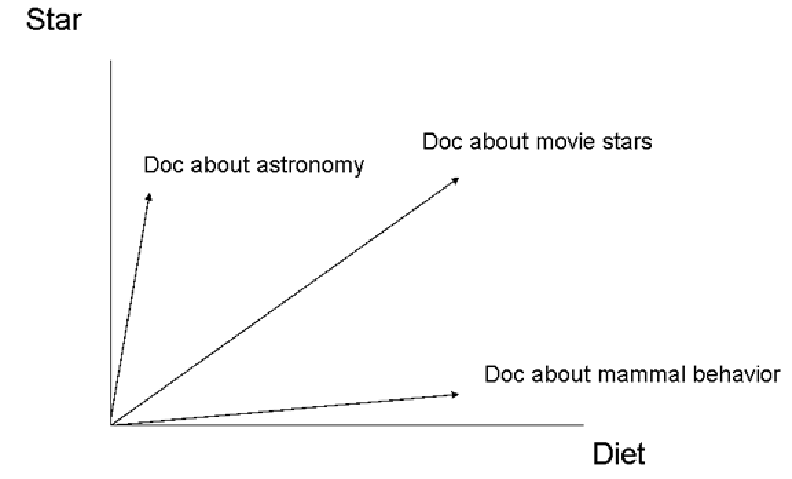 Star
Doc about movie stars
Doc about astronomy
Doc about mammal behavior
Diet